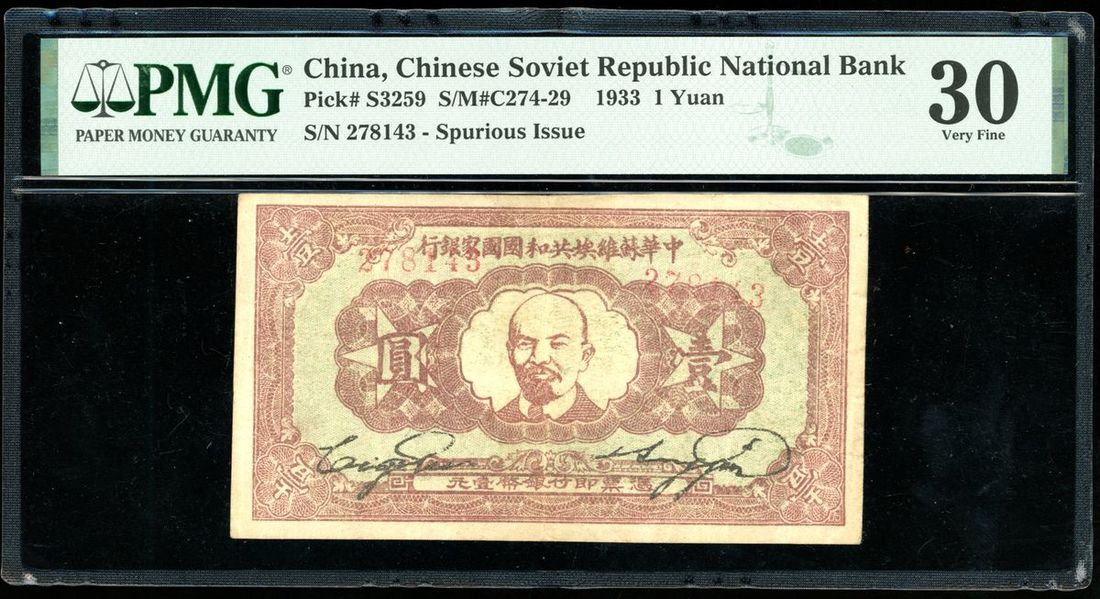 PMG®
PAPER MONEY GUARANTY
China, Chinese Soviet Republic National Bank
Pick# S3259 S/M#C274-29 1933 1 Yuan
S/N 278143 - Spurious Issue
30
Very Fine
壹
壹
中華蘇維埃共和國國家銀行
278143
278143
壹圓
憑票即付銀幣壹元